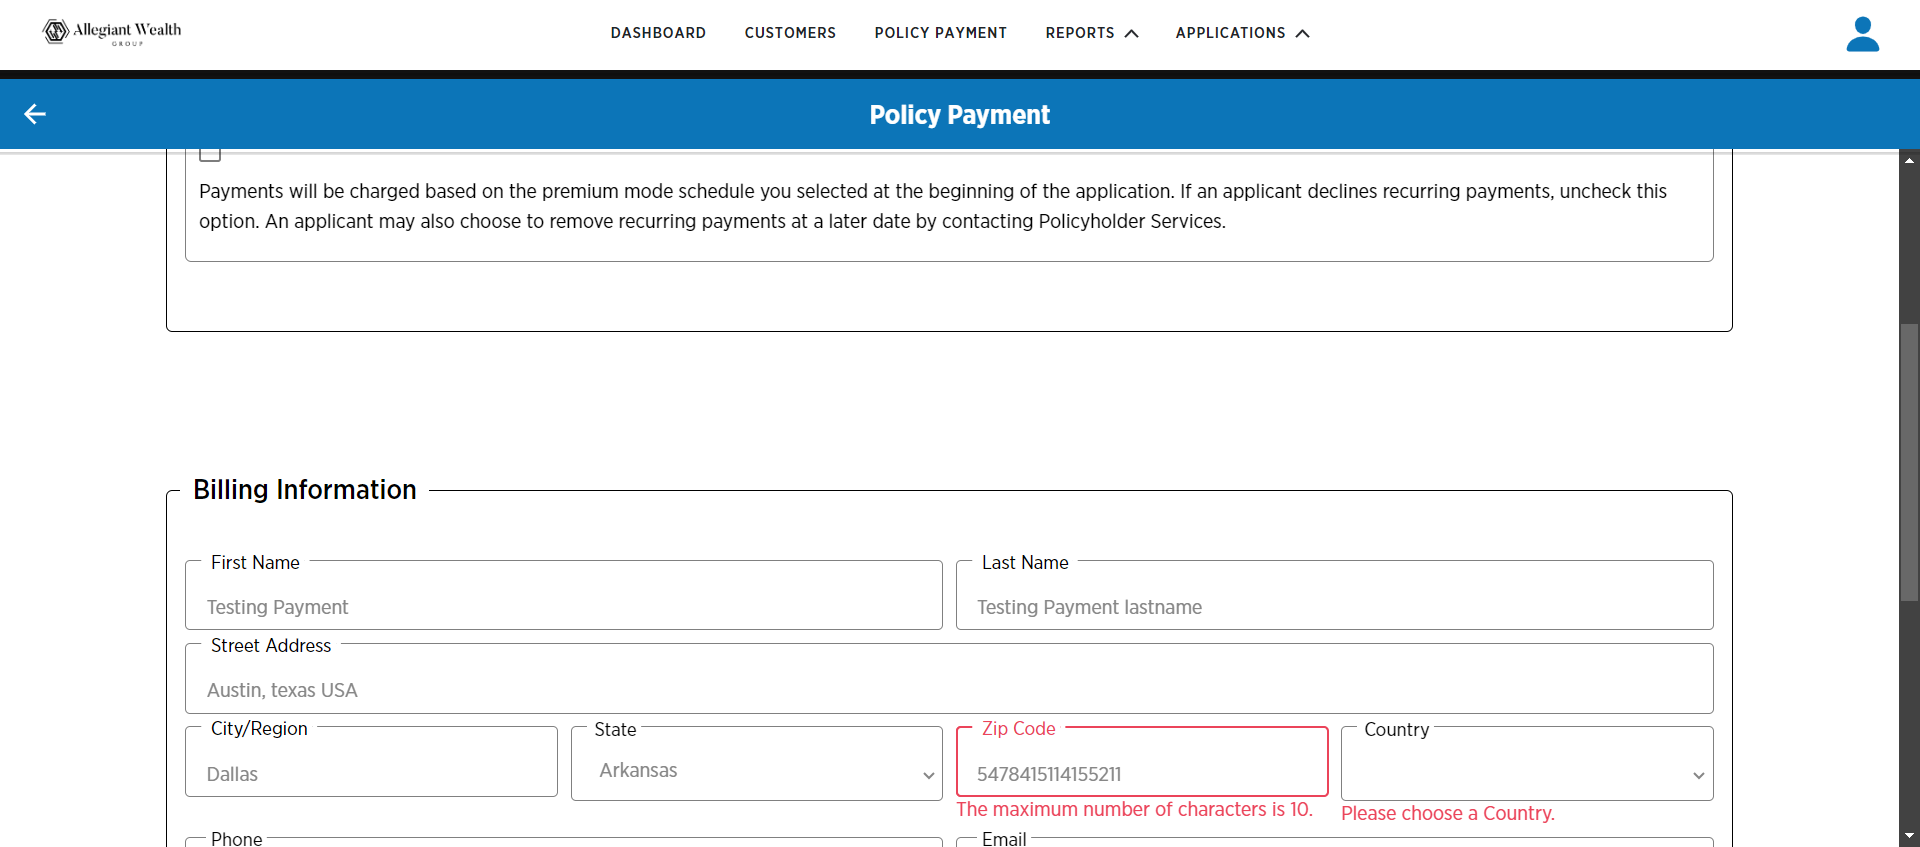 Allegiant Wealth
GROUP
DASHBOARD
CUSTOMERS
POLICY PAYMENT
REPORTS
APPLICATIONS
Policy Payment
Payments will be charged based on the premium mode schedule you selected at the beginning of the application. If an applicant declines recurring payments, uncheck this
option. An applicant may also choose to remove recurring payments at a later date by contacting Policyholder Services.
Billing Information
First Name
Testing Payment
Last Name
Testing Payment lastname
Street Address
Austin, texas USA
City/Region
Dallas
State
Arkansas
Zip Code
5478415114155211
The maximum number of characters is 10.
Country
Please choose a Country.
Phone
Email